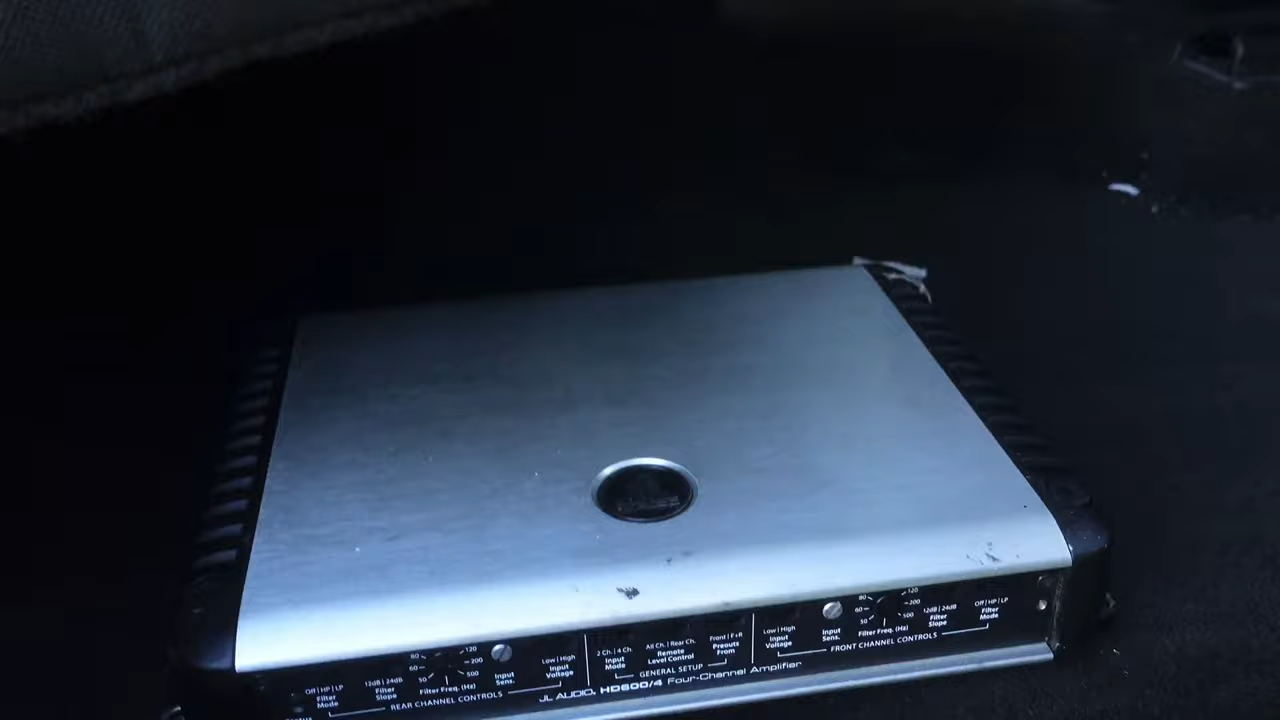 80 120
60 200
50 500
Off | HP | LP
Filter
Mode
12dB | 24dB
Filter
Slope
Filter Freq. (Hz)
Input
Sens.
Low | High
Input
Voltage
REAR CHANNEL CONTROLS
2 Ch. | 4 Ch.
Input
Mode
All Ch. | Rear Ch.
Remote
Level Control
Front | F+R
Preouts
From
GENERAL SETUP
Low | High
Input
Voltage
Input
Sens.
80 120
60 200
50 500
Filter Freq. (Hz)
12dB | 24dB
Filter
Slope
Off | HP | LP
Filter
Mode
FRONT CHANNEL CONTROLS
Status
JL AUDIO® HD600/4 Four-Channel Amplifier